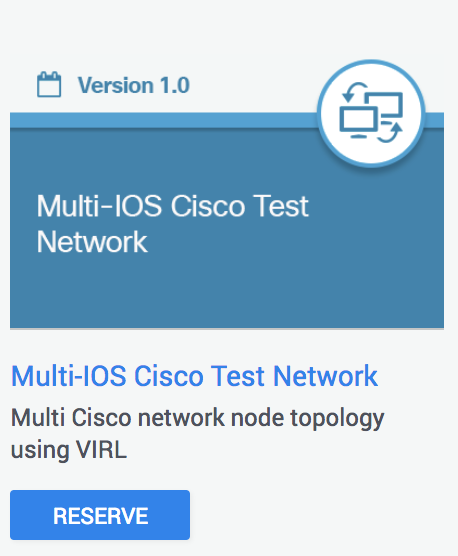 Version 1.0
Multi-IOS Cisco Test
Network
Multi-IOS Cisco Test Network
Multi Cisco network node topology
using VIRL
RESERVE